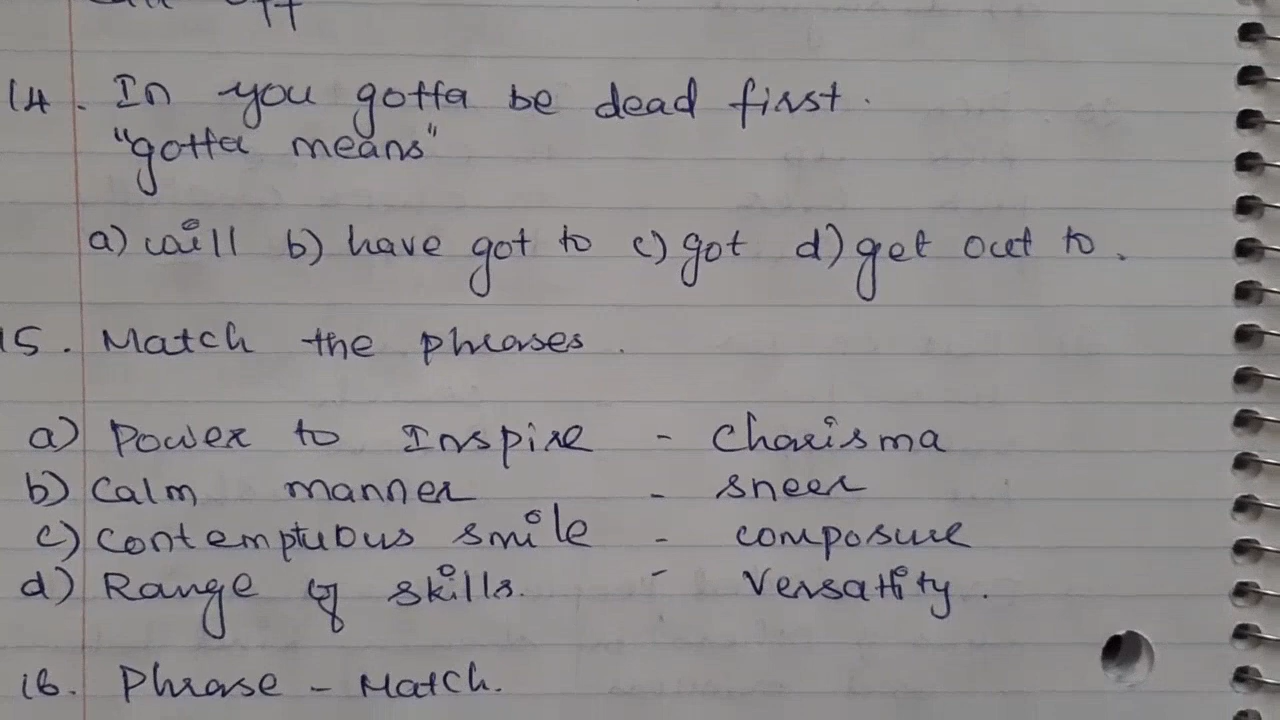 14. In you gotta be dead first.
"gotta means"
a) will b) have got to c) got d) get out to.
15. Match the phrases.
a) Power to Inspire - Charisma
b) Calm manner - sneer
c) Contemptuous smile - composure
d) Range of skills. - Versatity.
16. Phrase - Match.